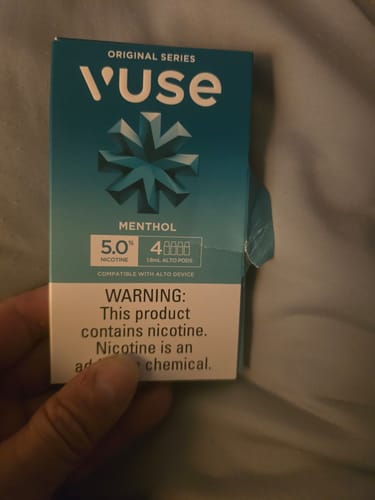 ORIGINAL SERIES
vuse
MENTHOL
5.0% 4
NICOTINE 1.8mL ALTO PODS
COMPATIBLE WITH ALTO DEVICE
WARNING:
This product
contains nicotine.
Nicotine is an
chemical.